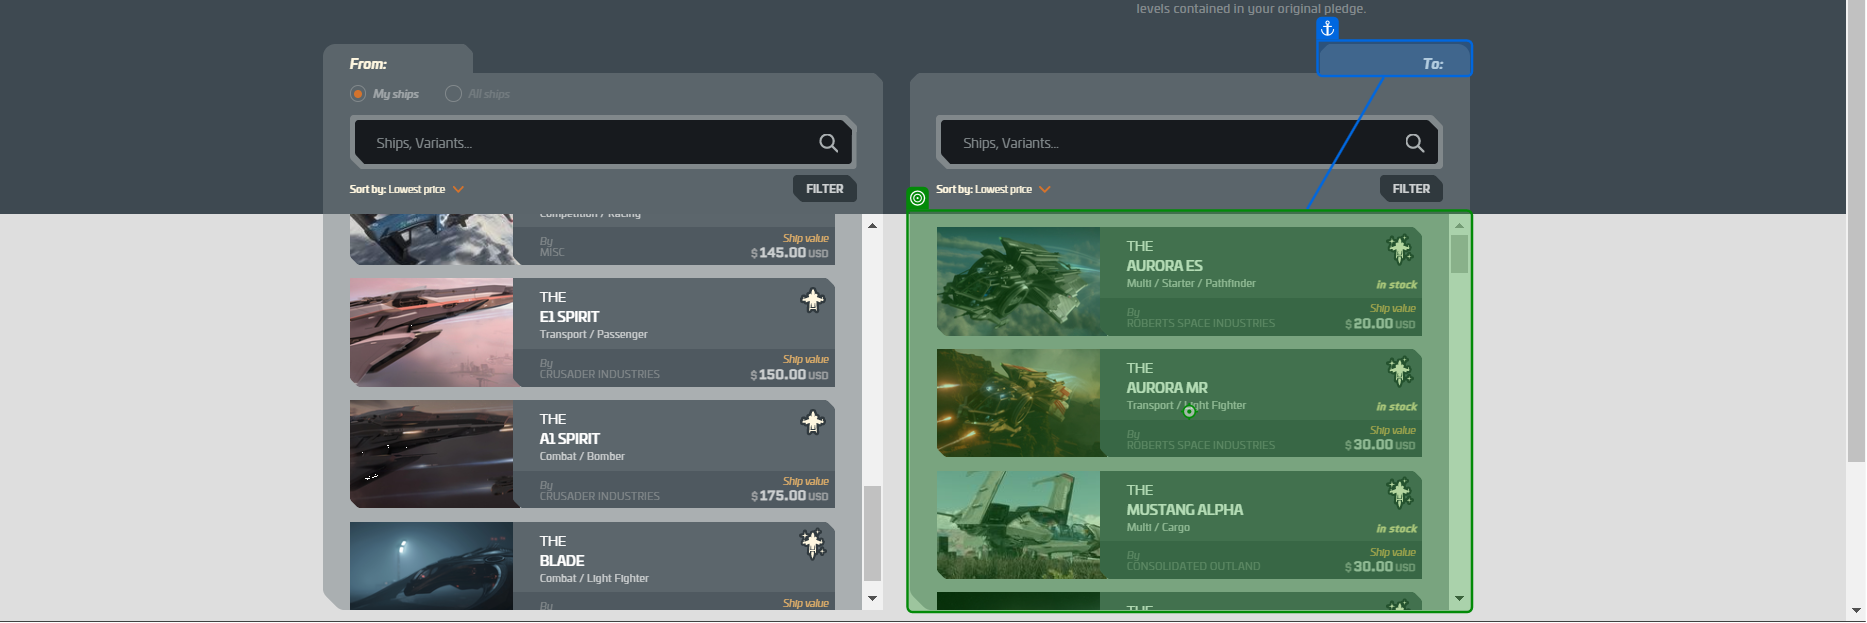 levels contained in your original pledge.
From:
My ships
All ships
Ships, Variants...
Sort by: Lowest price
FILTER
Competition / Racing
By
MISC
Ship value
$145.00 USD
THE
E1 SPIRIT
Transport / Passenger
By
CRUSADER INDUSTRIES
Ship value
$150.00 USD
THE
A1 SPIRIT
Combat / Bomber
By
CRUSADER INDUSTRIES
Ship value
$175.00 USD
THE
BLADE
Combat / Light Fighter
By
Ship value
To:
Ships, Variants...
Sort by: Lowest price
FILTER
THE
AURORA ES
Multi / Starter / Pathfinder
in stock
By
ROBERTS SPACE INDUSTRIES
Ship value
$20.00 USD
THE
AURORA MR
Transport / Light Fighter
in stock
By
ROBERTS SPACE INDUSTRIES
Ship value
$30.00 USD
THE
MUSTANG ALPHA
Multi / Cargo
in stock
By
CONSOLIDATED OUTLAND
Ship value
$30.00 USD
THE